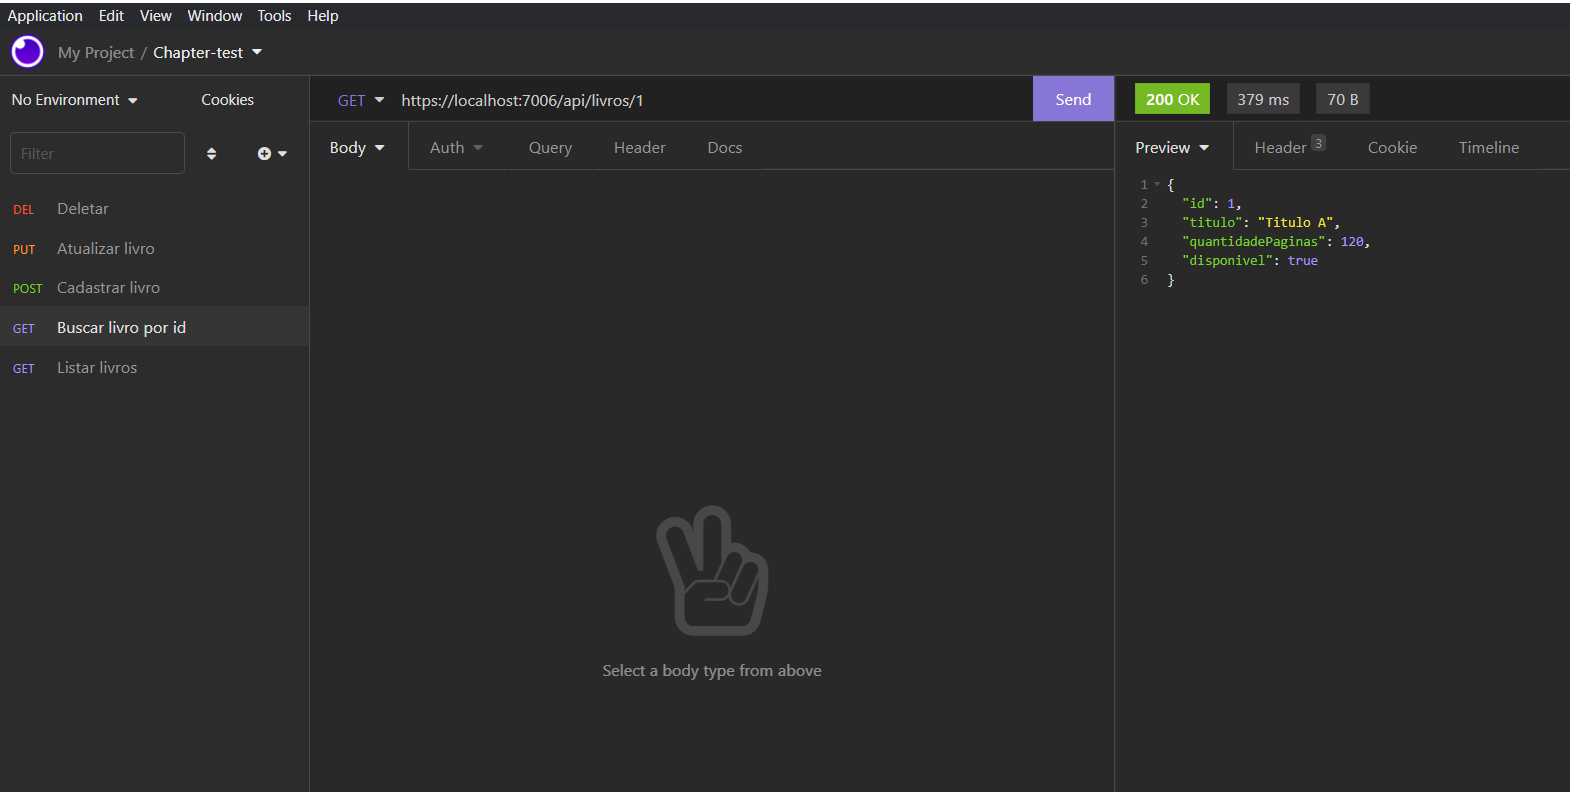 Application Edit View Window Tools Help
My Project / Chapter-test
No Environment Cookies
GET https://localhost:7006/api/livros/1 Send
200 OK 379 ms 70 B
Filter
Body Auth Query Header Docs
Preview Header 3 Cookie Timeline
DEL Deletar
PUT Atualizar livro
POST Cadastrar livro
GET Buscar livro por id
GET Listar livros
Select a body type from above
1 {
2 "id": 1,
3 "titulo": "Titulo A",
4 "quantidadePaginas": 120,
5 "disponivel": true
6 }